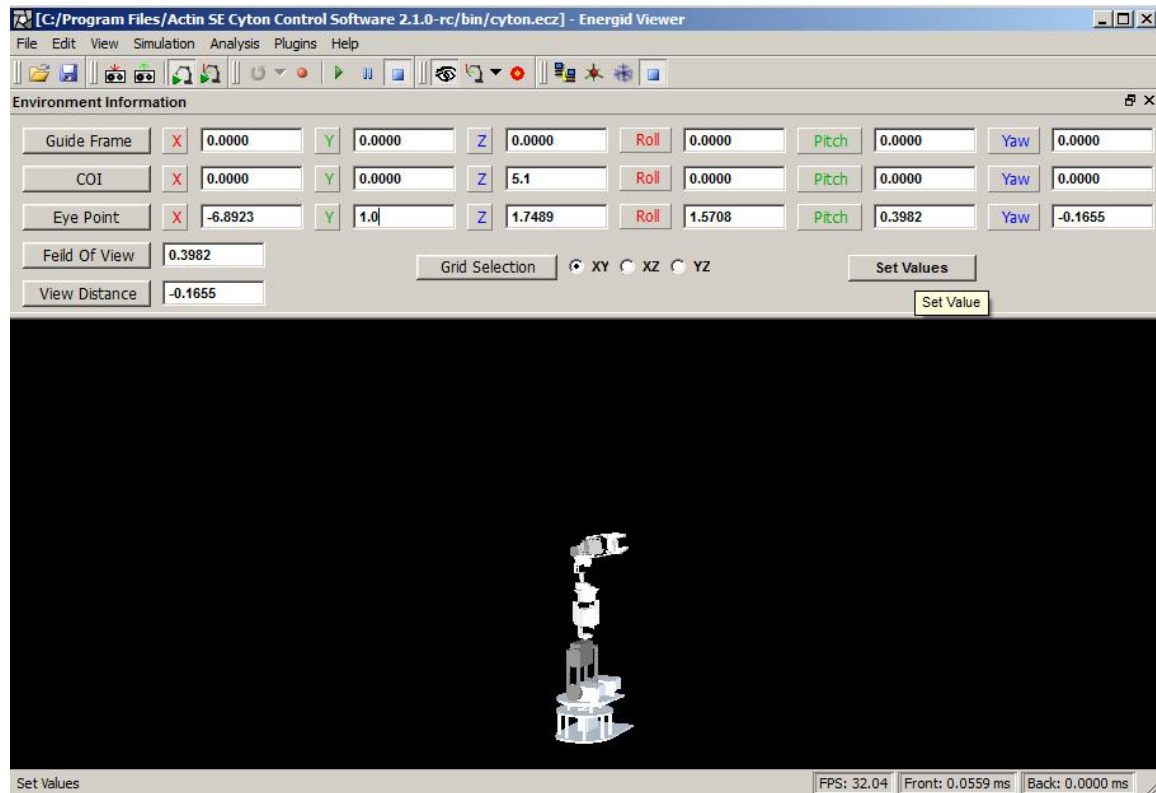 [C:/Program Files/Actin SE Cyton Control Software 2.1.0-rc/bin/cyton.ecz] - Energid Viewer
File Edit View Simulation Analysis Plugins Help
Environment Information
Guide Frame X 0.0000 Y 0.0000 Z 0.0000 Roll 0.0000 Pitch 0.0000 Yaw 0.0000
COI X 0.0000 Y 0.0000 Z 5.1 Roll 0.0000 Pitch 0.0000 Yaw 0.0000
Eye Point X -6.8923 Y 1.0 Z 1.7489 Roll 1.5708 Pitch 0.3982 Yaw -0.1655
Feild Of View 0.3982
Grid Selection XY XZ YZ Set Values
View Distance -0.1655
Set Value
Set Values FPS: 32.04 Front: 0.0559 ms Back: 0.0000 ms